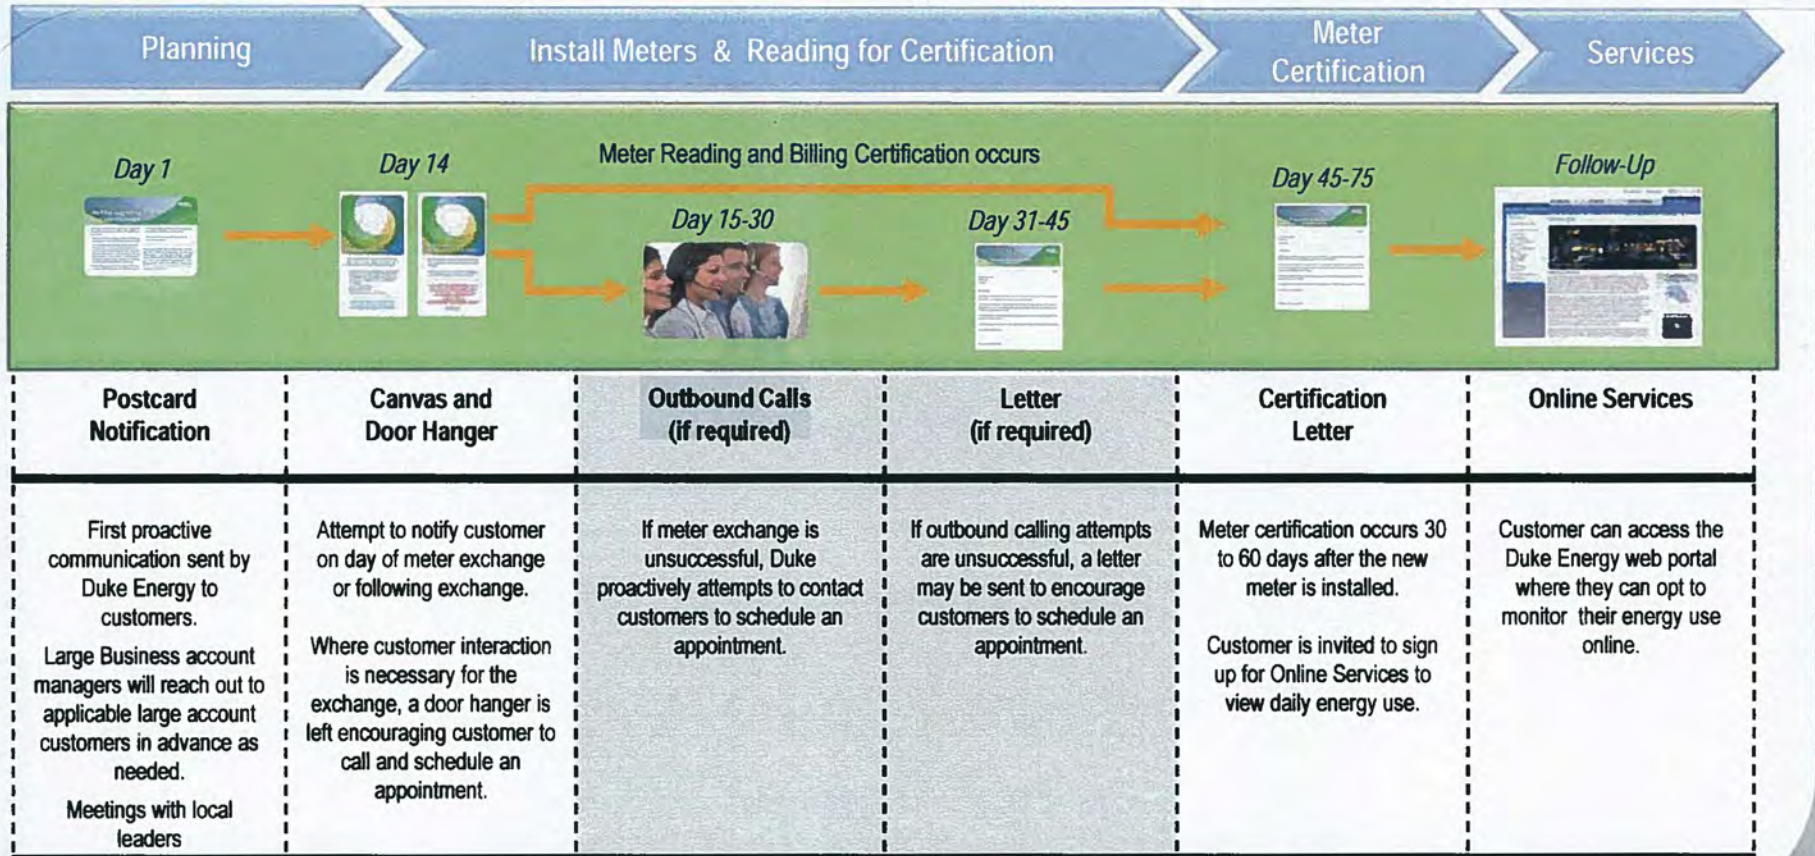 Planning
Install Meters & Reading for Certification
Meter
Certification
Services
Day 1
Day 14
Meter Reading and Billing Certification occurs
Day 15-30
Day 31-45
Day 45-75
Follow-Up
Postcard
Notification
Canvas and
Door Hanger
Outbound Calls
(if required)
Letter
(if required)
Certification
Letter
Online Services
First proactive
communication sent by
Duke Energy to
customers.
Large Business account
managers will reach out to
applicable large account
customers in advance as
needed.
Meetings with local
leaders
Attempt to notify customer
on day of meter exchange
or following exchange.
Where customer interaction
is necessary for the
exchange, a door hanger is
left encouraging customer to
call and schedule an
appointment.
If meter exchange is
unsuccessful, Duke
proactively attempts to contact
customers to schedule an
appointment.
If outbound calling attempts
are unsuccessful, a letter
may be sent to encourage
customers to schedule an
appointment.
Meter certification occurs 30
to 60 days after the new
meter is installed.
Customer is invited to sign
up for Online Services to
view daily energy use.
Customer can access the
Duke Energy web portal
where they can opt to
monitor their energy use
online.